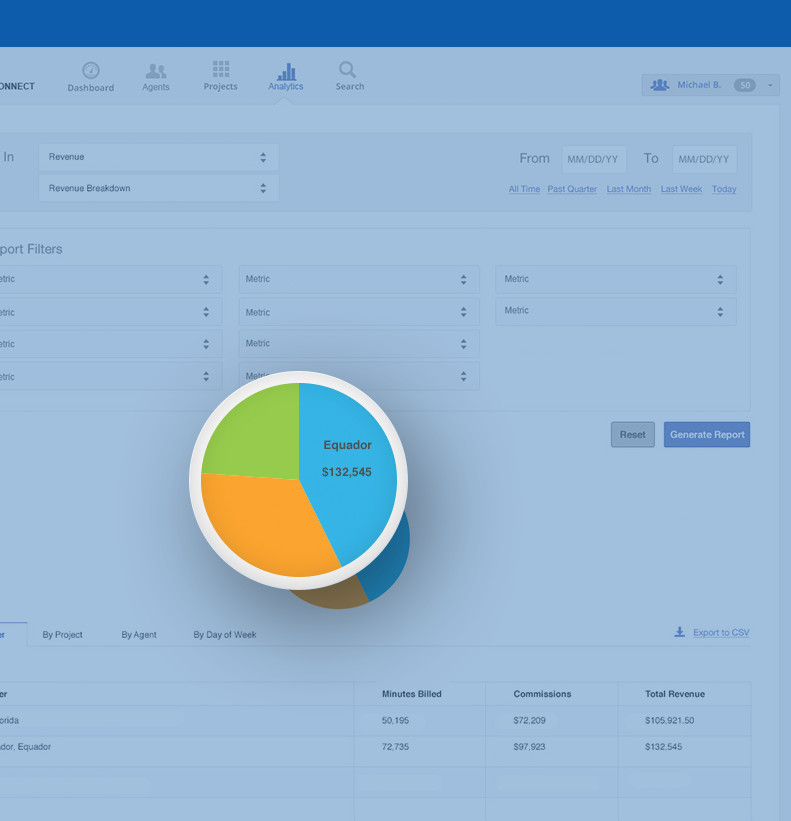 ONNECT
Dashboard
Agents
Projects
Analytics
Search
Michael B. 50
In
Revenue
From MM/DD/YY To MM/DD/YY
Revenue Breakdown
All Time Past Quarter Last Month Last Week Today
port Filters
etric Metric Metric
etric Metric Metric
etric Metric
etric Metric
Equador
$132,545
Reset Generate Report
er By Project By Agent By Day of Week Export to CSV
er Minutes Billed Commissions Total Revenue
orida 50,195 $72,209 $105,921.50
dor, Equador 72,735 $97,923 $132,545